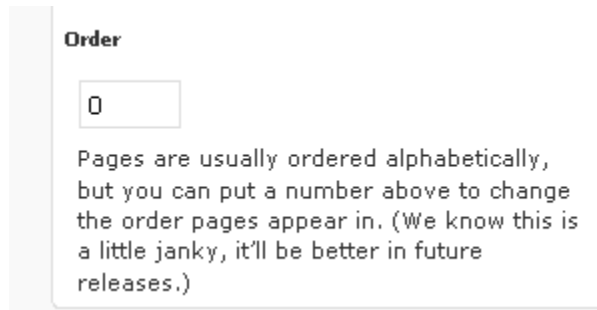 Order
0
Pages are usually ordered alphabetically,
but you can put a number above to change
the order pages appear in. (We know this is
a little janky, it'll be better in future
releases.)